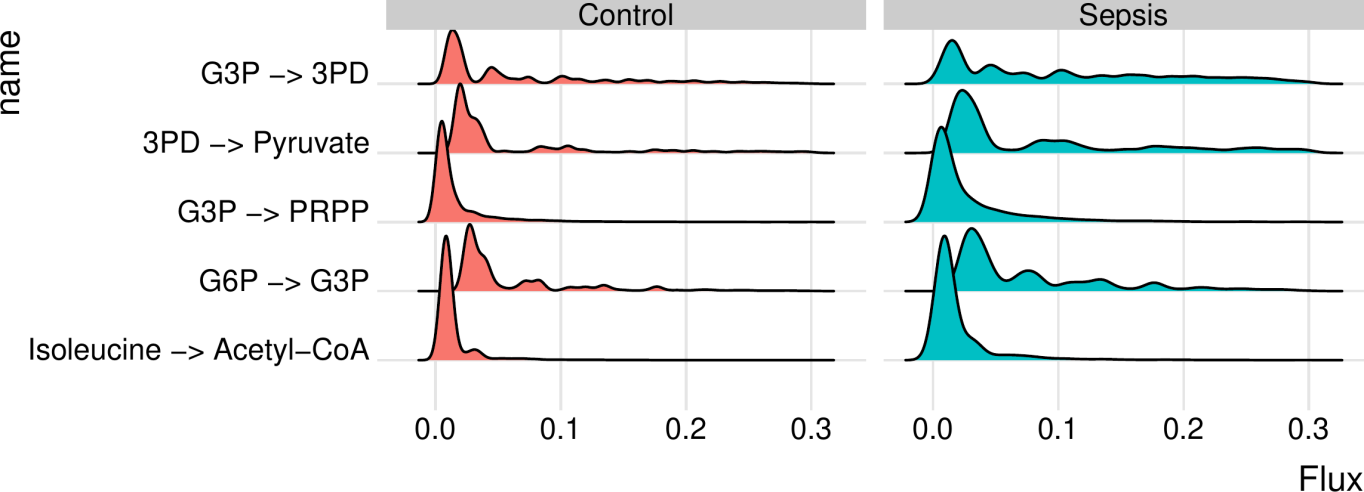 Control
Sepsis
name
G3P −> 3PD
3PD −> Pyruvate
G3P −> PRPP
G6P −> G3P
Isoleucine −> Acetyl−CoA
0.0 0.1 0.2 0.3
0.0 0.1 0.2 0.3
Flux